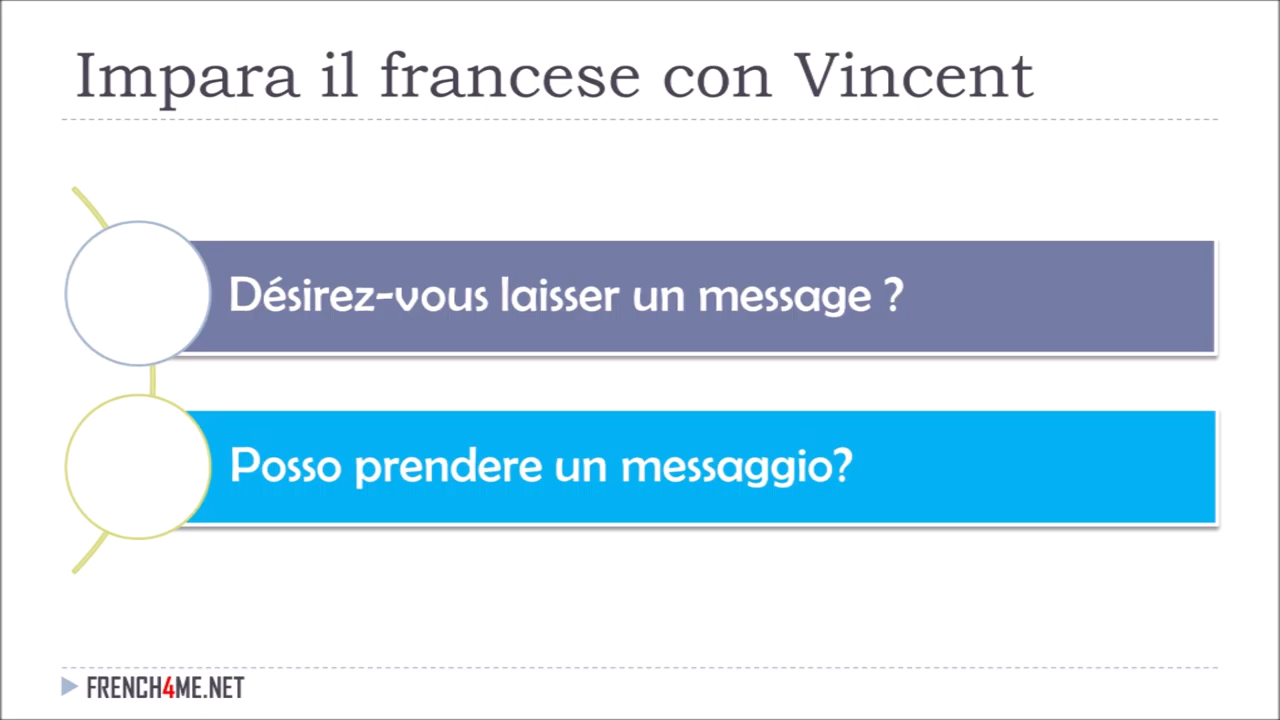 Impara il francese con Vincent
Désirez-vous laisser un message ?
Posso prendere un messaggio?
FRENCH4ME.NET